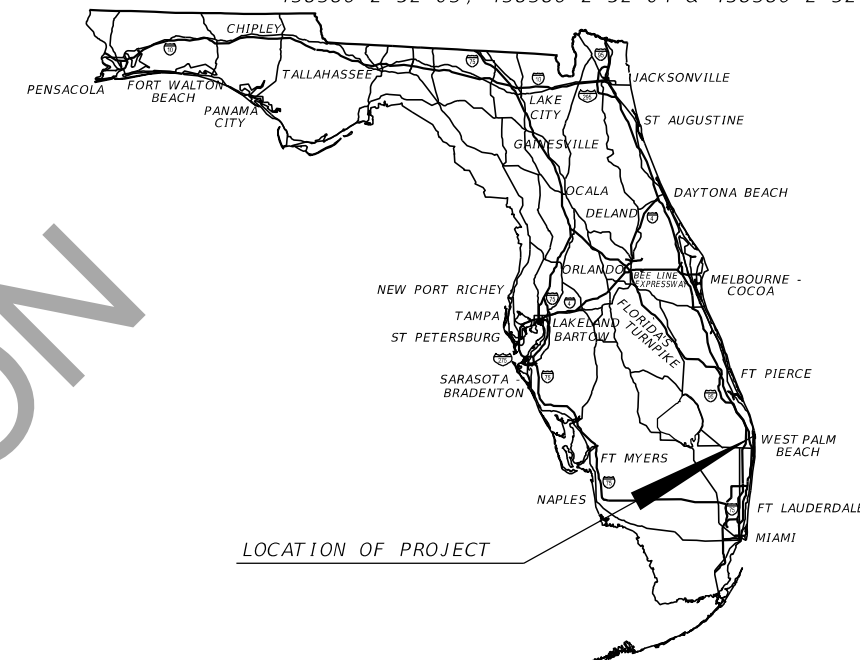 CHIPLEY
PENSACOLA
FORT WALTON
BEACH
PANAMA
CITY
TALLAHASSEE
JACKSONVILLE
LAKE
CITY
ST AUGUSTINE
GAINESVILLE
OCALA
DAYTONA BEACH
DELAND
ORLANDO
BEE LINE
EXPRESSWAY
MELBOURNE -
COCOA
NEW PORT RICHEY
TAMPA
LAKELAND
ST PETERSBURG
BARTOW
FLORIDA'S
TURNPIKE
SARASOTA -
BRADENTON
FT PIERCE
WEST PALM
BEACH
FT MYERS
NAPLES
FT LAUDERDALE
MIAMI
LOCATION OF PROJECT
ON